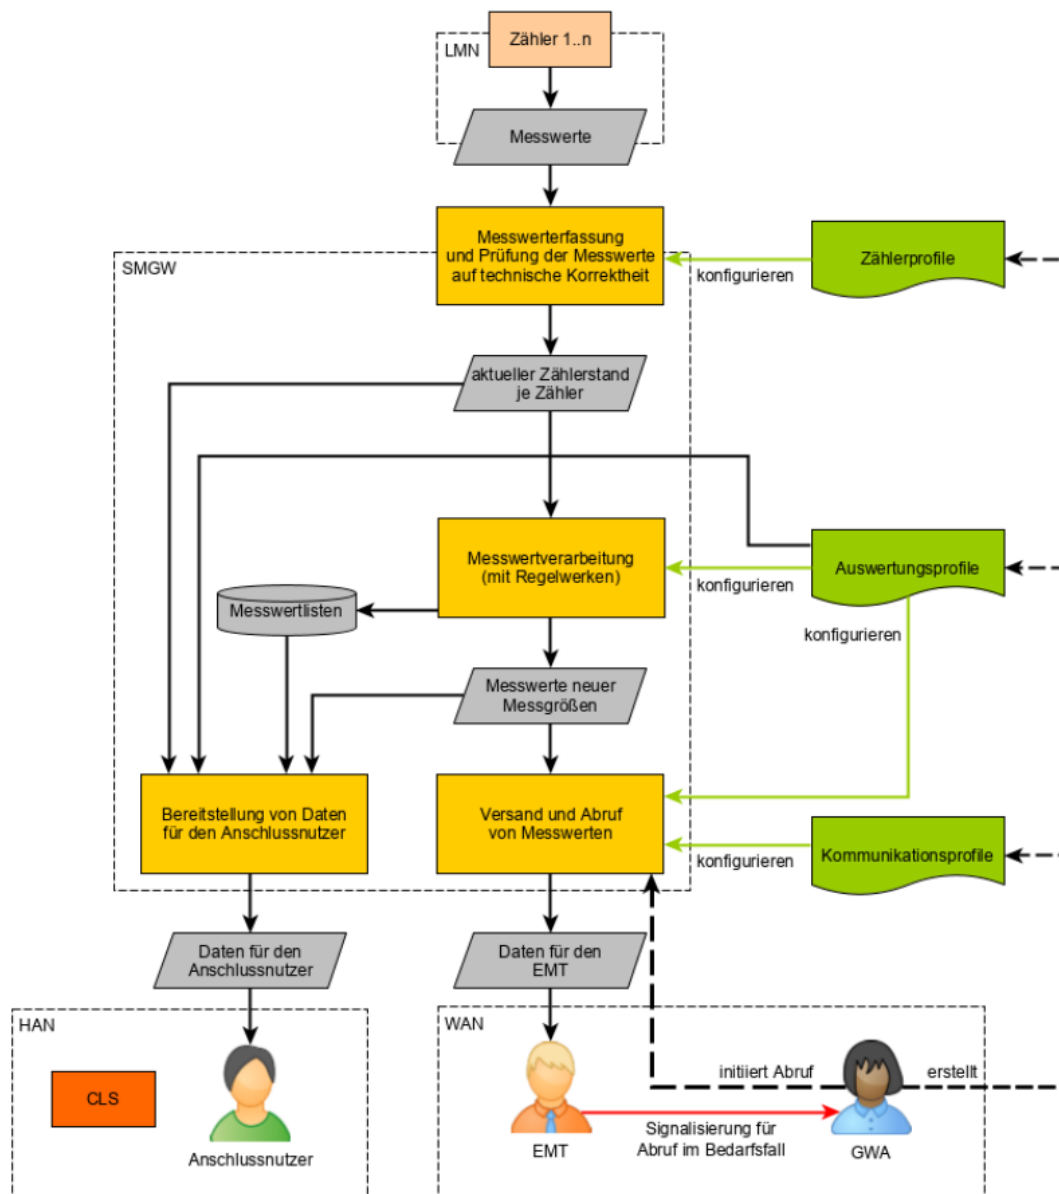 Zähler 1..n
LMN
Messwerte
SMGW
Messwerterfassung
und Prüfung der Messwerte
auf technische Korrektheit
konfigurieren
Zählerprofile
aktueller Zählerstand
je Zähler
Messwertverarbeitung
(mit Regelwerken)
konfigurieren
Auswertungsprofile
Messwertlisten
konfigurieren
Messwerte neuer
Messgrößen
Bereitstellung von Daten
für den Anschlussnutzer
Versand und Abruf
von Messwerten
konfigurieren
Kommunikationsprofile
Daten für den
Anschlussnutzer
Daten für den
EMT
HAN
CLS
Anschlussnutzer
WAN
initiiert Abruf
erstellt
Signalisierung für
Abruf im Bedarfsfall
EMT
GWA